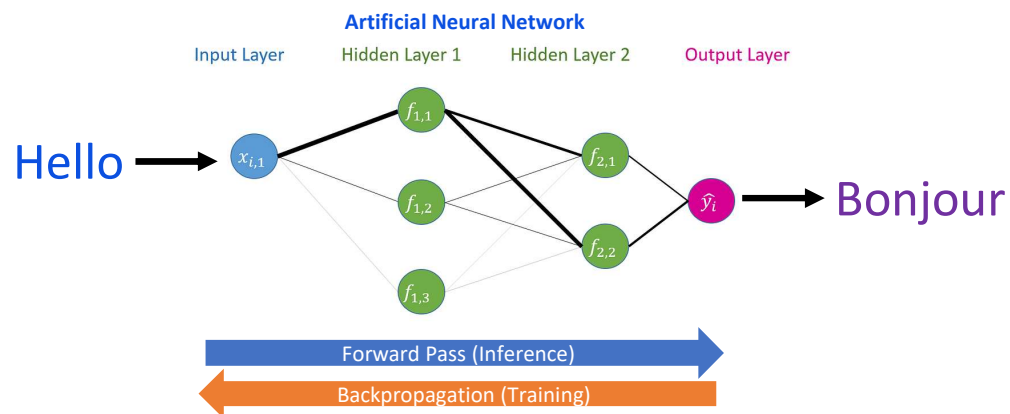 Artificial Neural Network
Input Layer
Hidden Layer 1
Hidden Layer 2
Output Layer
Hello
x_{i,1}
f_{1,1}
f_{1,2}
f_{1,3}
f_{2,1}
f_{2,2}
ŷ_i
Bonjour
Forward Pass (Inference)
Backpropagation (Training)